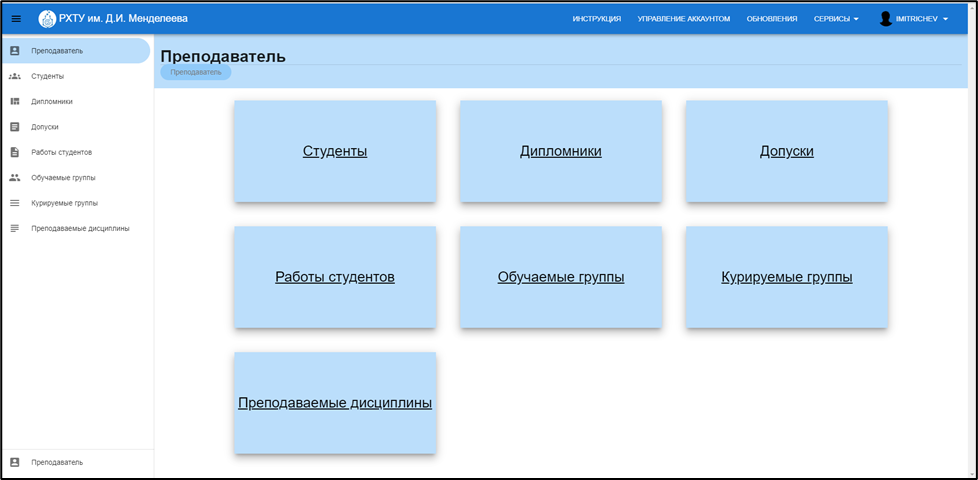 РХТУ им. Д.И. Менделеева
ИНСТРУКЦИЯ
УПРАВЛЕНИЕ АККАУНТОМ
ОБНОВЛЕНИЯ
СЕРВИСЫ
IMITRICHEV
Преподаватель
Студенты
Дипломники
Допуски
Работы студентов
Обучаемые группы
Курируемые группы
Преподаваемые дисциплины
Преподаватель
Преподаватель
Преподаватель
Студенты
Дипломники
Допуски
Работы студентов
Обучаемые группы
Курируемые группы
Преподаваемые дисциплины